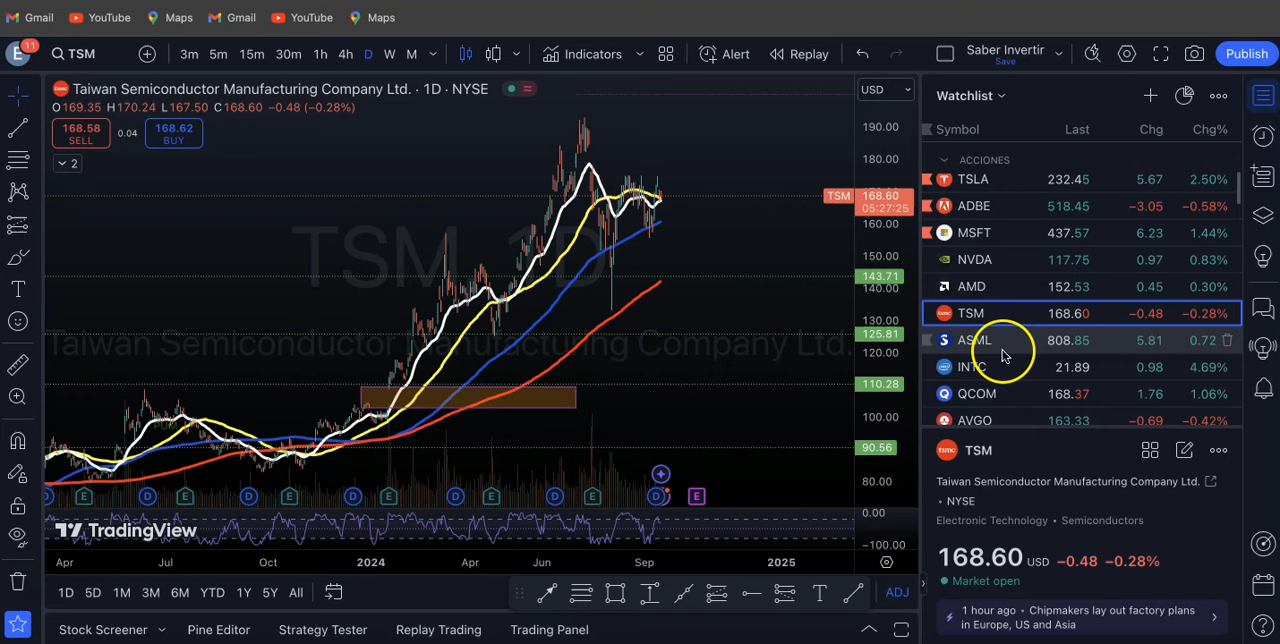 Gmail YouTube Maps Gmail YouTube Maps
E 11 TSM 3m 5m 15m 30m 1h 4h D W M Indicators Alert Replay Saber Invertir Save Publish
Taiwan Semiconductor Manufacturing Company Ltd. · 1D · NYSE
O169.35 H170.24 L167.50 C168.60 −0.48 (−0.28%)
168.58 SELL 0.04 168.62 BUY
2
TSM, 1D
Taiwan Semiconductor Manufacturing Company Ltd.
USD
190.00
180.00
TSM 168.60
05:27:25
160.00
150.00
143.71
140.00
130.00
125.81
120.00
110.28
100.00
90.56
80.00
0.00
−100.00
D E D E D E D E D E D E D E
TradingView
Apr Jul Oct 2024 Apr Jun Sep 2025
1D 5D 1M 3M 6M YTD 1Y 5Y All ADJ
Stock Screener Pine Editor Strategy Tester Replay Trading Trading Panel
Watchlist
Symbol Last Chg Chg%
ACCIONES
TSLA 232.45 5.67 2.50%
ADBE 518.45 −3.05 −0.58%
MSFT 437.57 6.23 1.44%
NVDA 117.75 0.97 0.83%
AMD 152.53 0.45 0.30%
TSM 168.60 −0.48 −0.28%
ASML 808.85 5.81 0.72
INTC 21.89 0.98 4.69%
QCOM 168.37 1.76 1.06%
AVGO 163.33 −0.69 −0.42%
tsmc TSM
Taiwan Semiconductor Manufacturing Company Ltd.
• NYSE
Electronic Technology • Semiconductors
168.60 USD −0.48 −0.28%
Market open
1 hour ago • Chipmakers lay out factory plans
in Europe, US and Asia